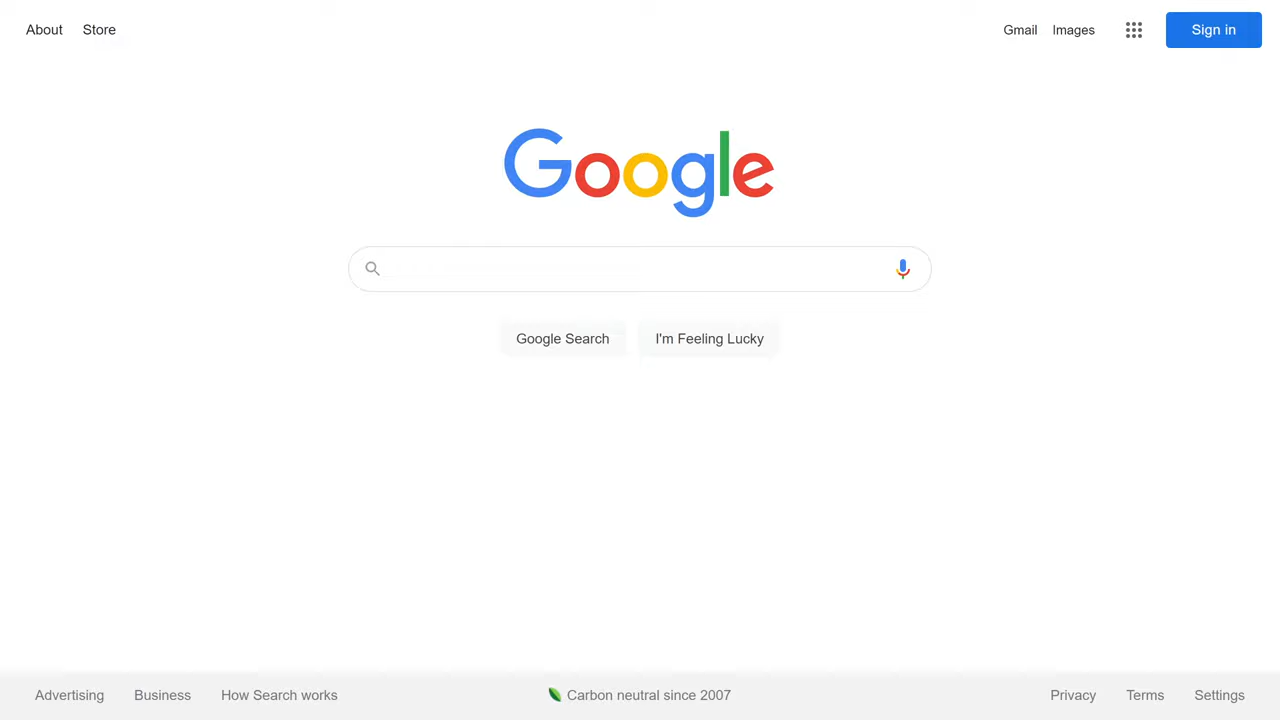 About Store Gmail Images Sign in
Google
Google Search I'm Feeling Lucky
Advertising Business How Search works Carbon neutral since 2007 Privacy Terms Settings